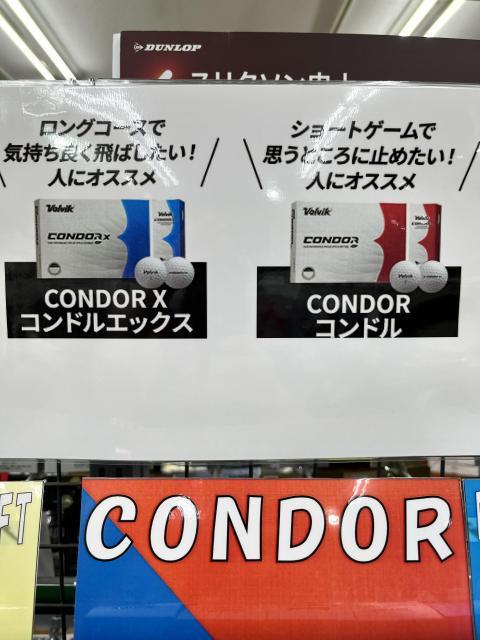 DUNLOP
ロングコースで
気持ち良く飛ばしたい!
人にオススメ
Volvik
CONDOR X
CONDOR X
コンドルエックス
ショートゲームで
思うところに止めたい!
人にオススメ
Volvik
CONDOR
CONDOR
コンドル
FT
CONDOR